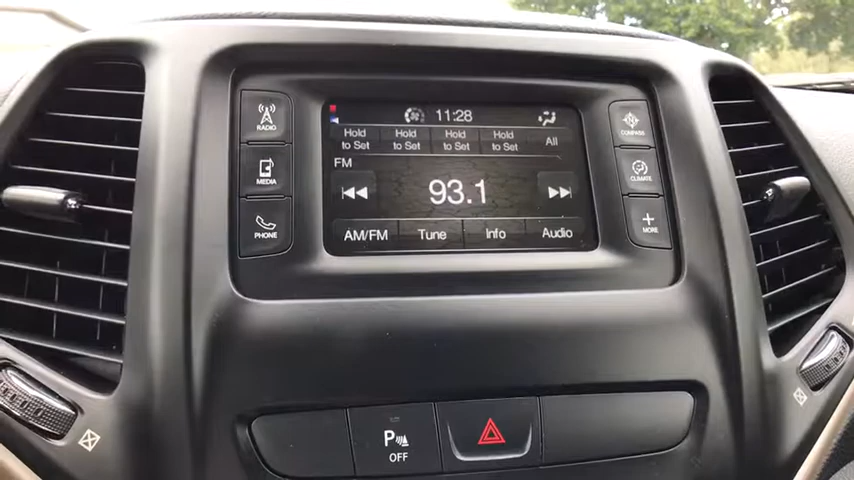 11:28
RADIO
MEDIA
PHONE
Hold
to Set
Hold
to Set
Hold
to Set
Hold
to Set
All
FM
93.1
AM/FM
Tune
Info
Audio
COMPASS
CLIMATE
MORE
P
OFF